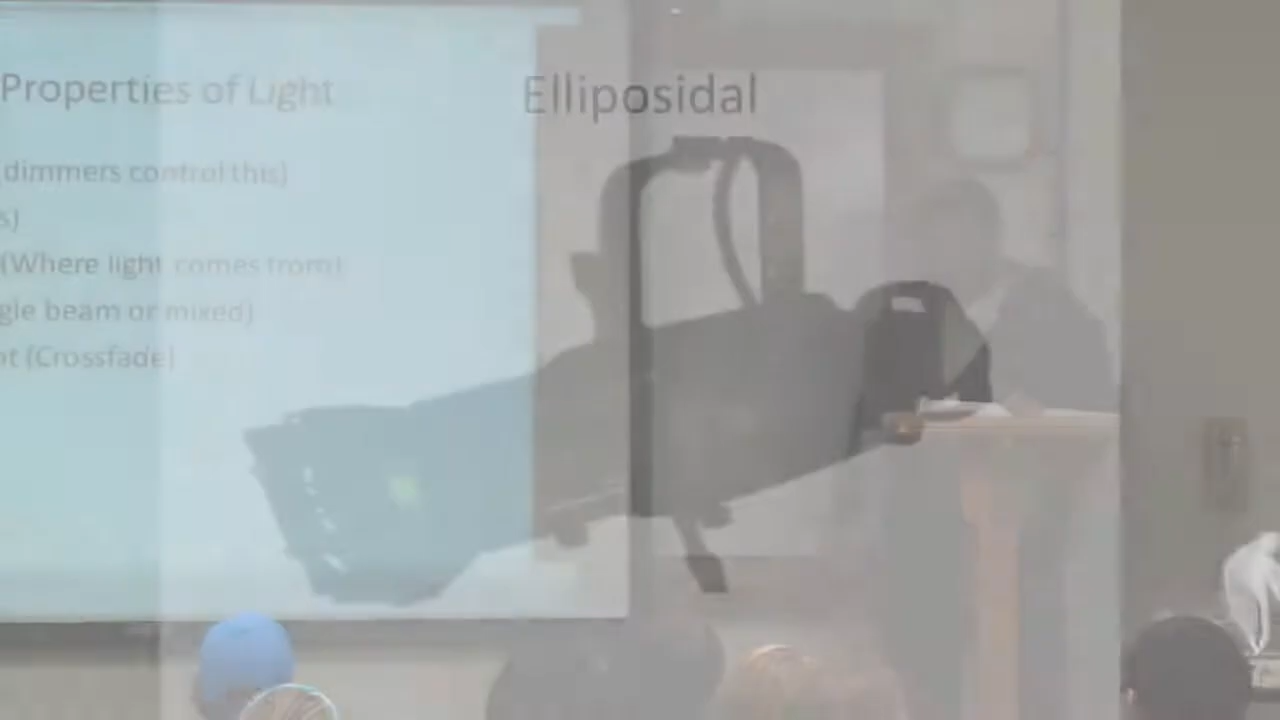 Properties of Light
Elliposidal
dimmers control this)
s)
(Where light comes from)
gle beam or mixed)
nt (Crossfade)